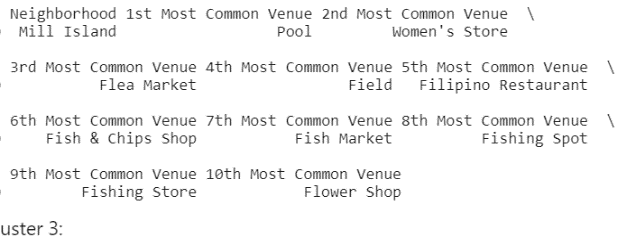 Neighborhood 1st Most Common Venue 2nd Most Common Venue \
Mill Island Pool Women's Store
3rd Most Common Venue 4th Most Common Venue 5th Most Common Venue \
Flea Market Field Filipino Restaurant
6th Most Common Venue 7th Most Common Venue 8th Most Common Venue \
Fish & Chips Shop Fish Market Fishing Spot
9th Most Common Venue 10th Most Common Venue
Fishing Store Flower Shop
uster 3: